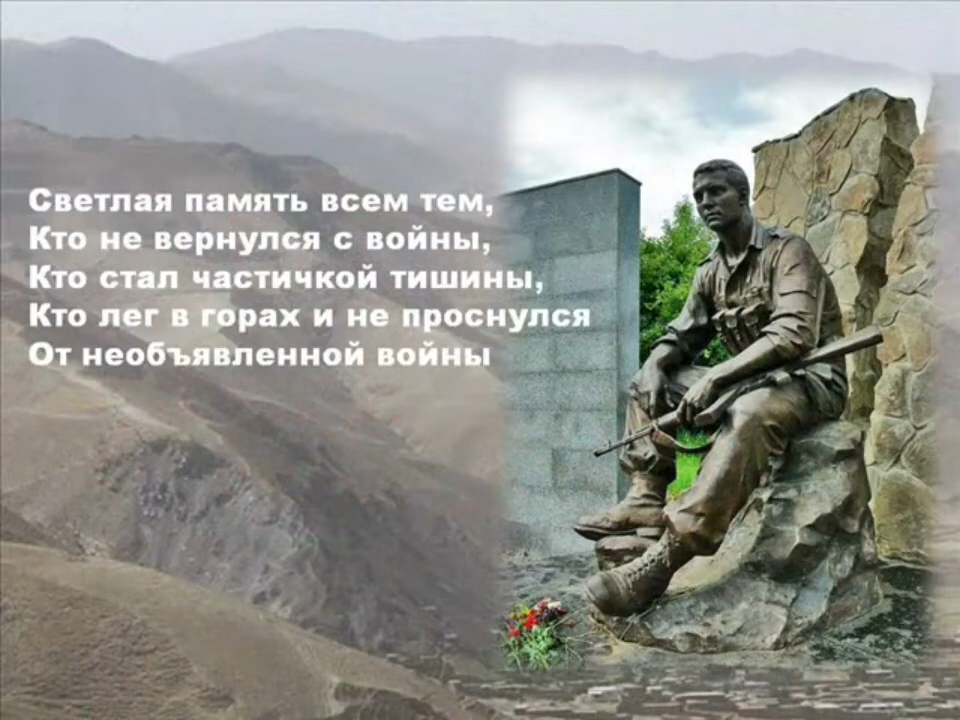 Светлая память всем тем,
Кто не вернулся с войны,
Кто стал частичкой тишины,
Кто лег в горах и не проснулся
От необъявленной войны